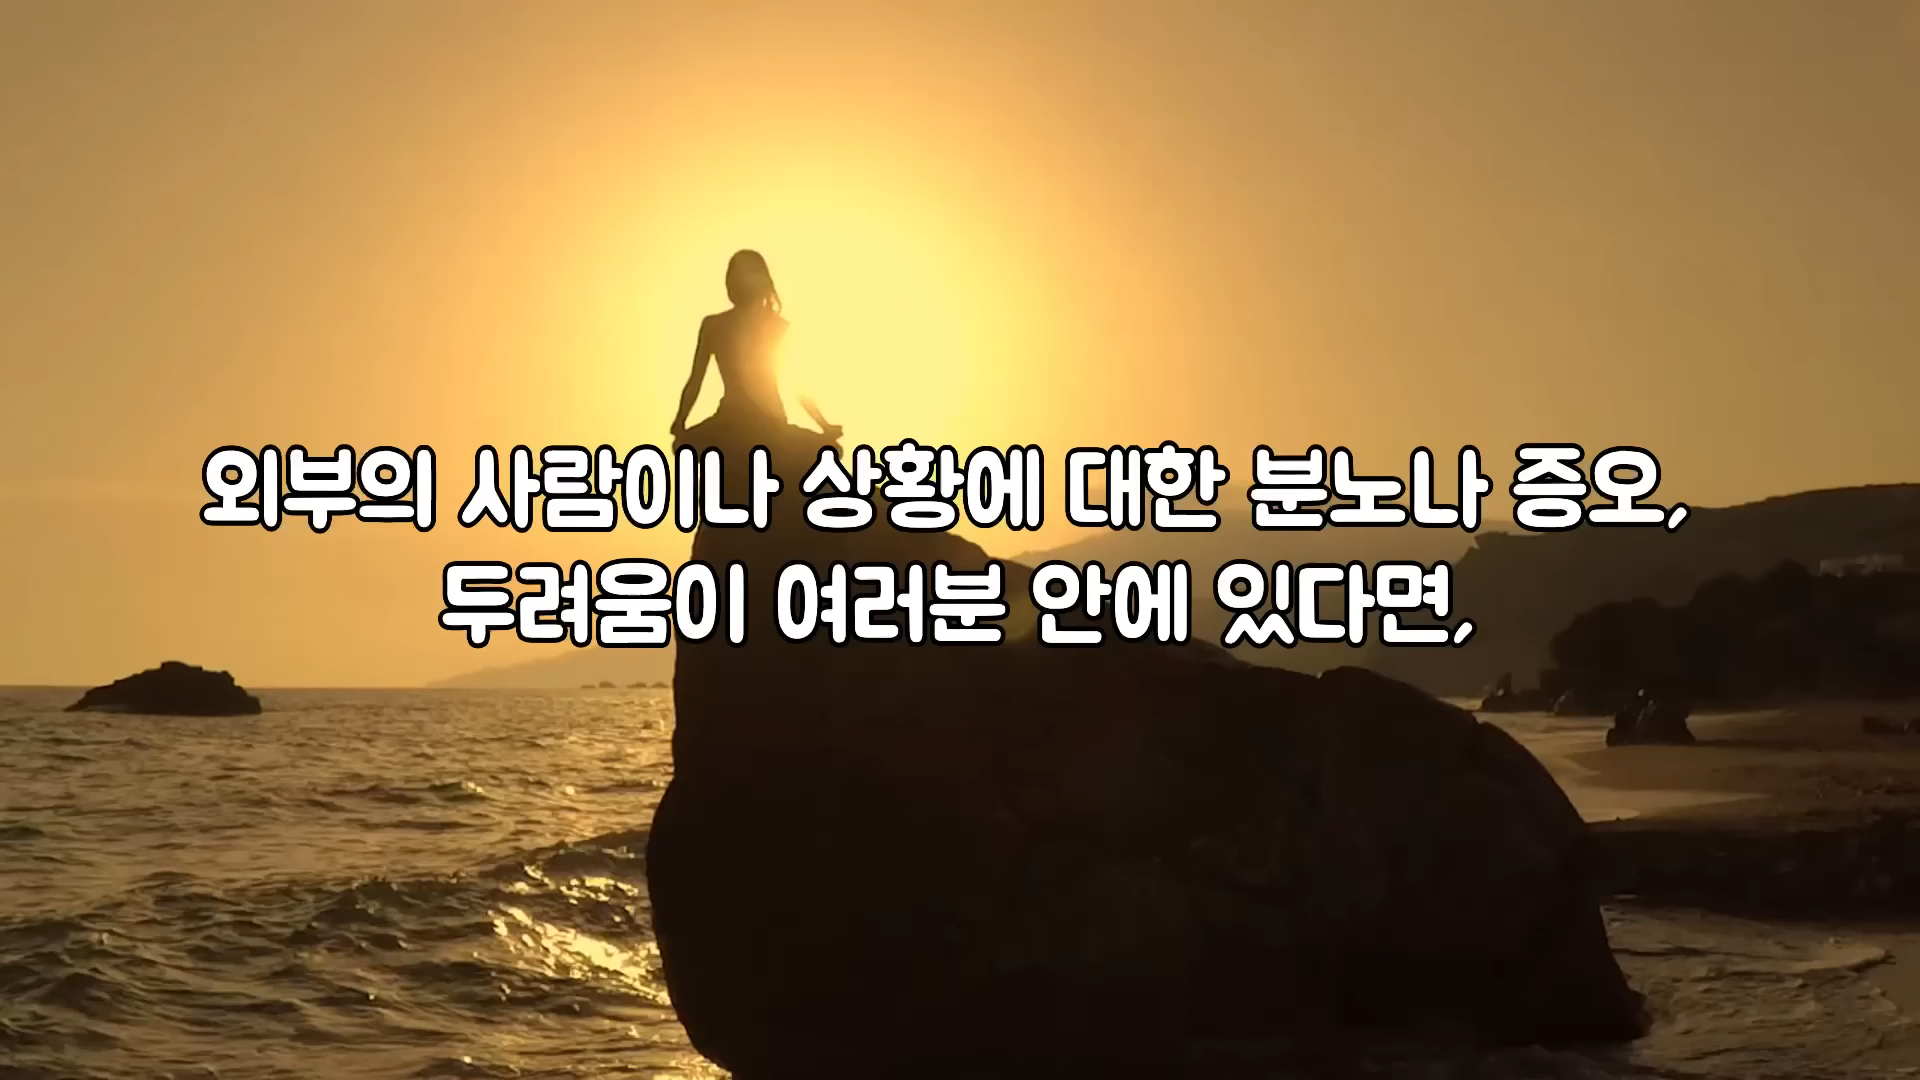 외부의 사람이나 상황에 대한 분노나 증오,
두려움이 여러분 안에 있다면,